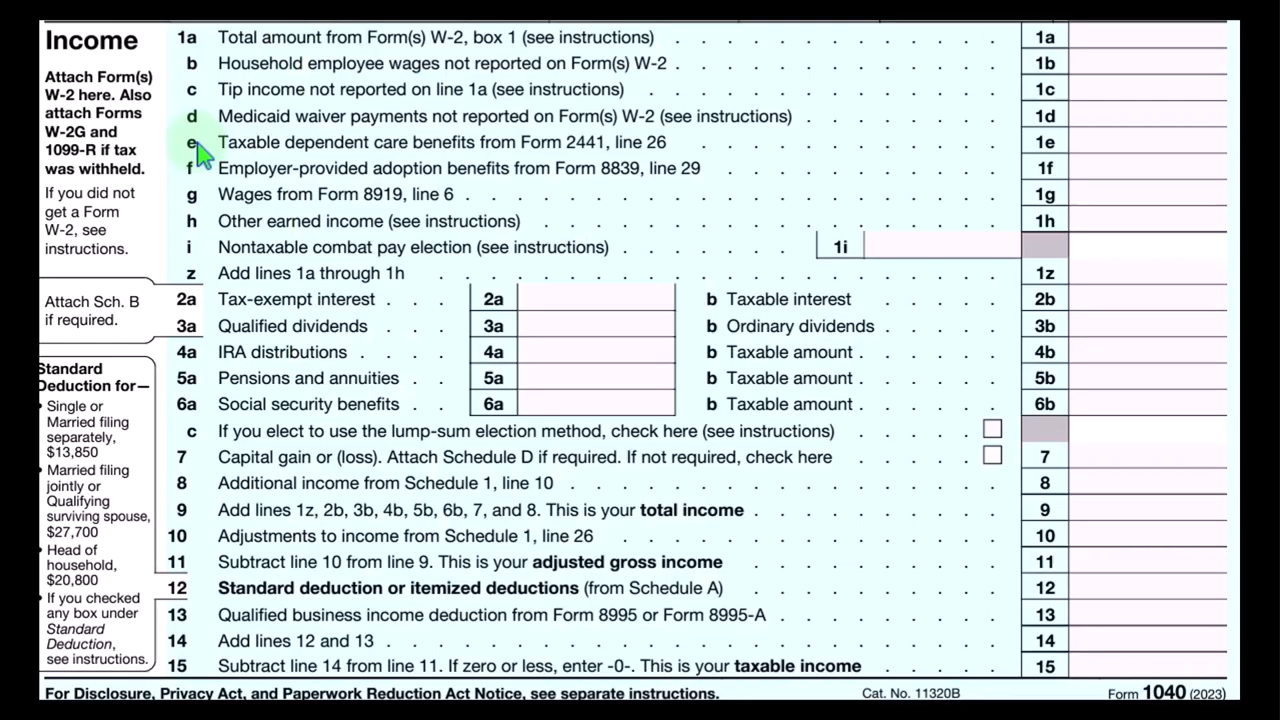 Income
Attach Form(s)
W-2 here. Also
attach Forms
W-2G and
1099-R if tax
was withheld.
If you did not
get a Form
W-2, see
instructions.
1a Total amount from Form(s) W-2, box 1 (see instructions) . . . . . . . . . . . . . 1a
b Household employee wages not reported on Form(s) W-2 . . . . . . . . . . . . . 1b
c Tip income not reported on line 1a (see instructions) . . . . . . . . . . . . . . 1c
d Medicaid waiver payments not reported on Form(s) W-2 (see instructions) . . . . . . . . 1d
e Taxable dependent care benefits from Form 2441, line 26 . . . . . . . . . . . . 1e
f Employer-provided adoption benefits from Form 8839, line 29 . . . . . . . . . . . 1f
g Wages from Form 8919, line 6 . . . . . . . . . . . . . . . . . . . . . 1g
h Other earned income (see instructions) . . . . . . . . . . . . . . . . . . 1h
i Nontaxable combat pay election (see instructions) . . . . . . . 1i
z Add lines 1a through 1h . . . . . . . . . . . . . . . . . . . . . 1z
Attach Sch. B
if required.
2a Tax-exempt interest . . . 2a b Taxable interest . . . . . 2b
3a Qualified dividends . . . 3a b Ordinary dividends . . . . . 3b
4a IRA distributions . . . . 4a b Taxable amount . . . . . . 4b
5a Pensions and annuities . . 5a b Taxable amount . . . . . . 5b
6a Social security benefits . . 6a b Taxable amount . . . . . . 6b
c If you elect to use the lump-sum election method, check here (see instructions) . . . . .
7 Capital gain or (loss). Attach Schedule D if required. If not required, check here . . . . . 7
8 Additional income from Schedule 1, line 10 . . . . . . . . . . . . . . . . . 8
9 Add lines 1z, 2b, 3b, 4b, 5b, 6b, 7, and 8. This is your total income . . . . . . . . . . 9
10 Adjustments to income from Schedule 1, line 26 . . . . . . . . . . . . . . . 10
11 Subtract line 10 from line 9. This is your adjusted gross income . . . . . . . . . . 11
12 Standard deduction or itemized deductions (from Schedule A) . . . . . . . . . . 12
13 Qualified business income deduction from Form 8995 or Form 8995-A . . . . . . . . . 13
14 Add lines 12 and 13 . . . . . . . . . . . . . . . . . . . . . . . 14
15 Subtract line 14 from line 11. If zero or less, enter -0-. This is your taxable income . . . . . 15
Standard
Deduction for—
• Single or
Married filing
separately,
$13,850
• Married filing
jointly or
Qualifying
surviving spouse,
$27,700
• Head of
household,
$20,800
• If you checked
any box under
Standard
Deduction,
see instructions.
For Disclosure, Privacy Act, and Paperwork Reduction Act Notice, see separate instructions. Cat. No. 11320B Form 1040 (2023)